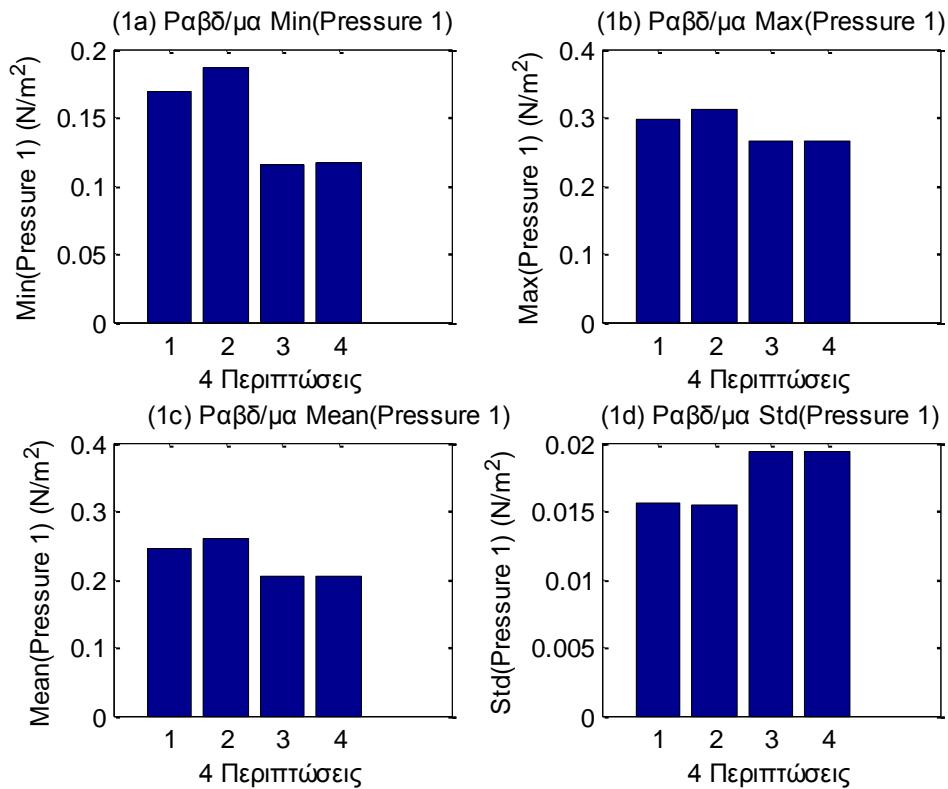 (1a) Ραβδ/μα Min(Pressure 1)
Min(Pressure 1) (N/m²)
0.2
0.15
0.1
0.05
0
1 2 3 4
4 Περιπτώσεις
(1b) Ραβδ/μα Max(Pressure 1)
Max(Pressure 1) (N/m²)
0.4
0.3
0.2
0.1
0
1 2 3 4
4 Περιπτώσεις
(1c) Ραβδ/μα Mean(Pressure 1)
Mean(Pressure 1) (N/m²)
0.4
0.3
0.2
0.1
0
1 2 3 4
4 Περιπτώσεις
(1d) Ραβδ/μα Std(Pressure 1)
Std(Pressure 1) (N/m²)
0.02
0.015
0.01
0.005
0
1 2 3 4
4 Περιπτώσεις